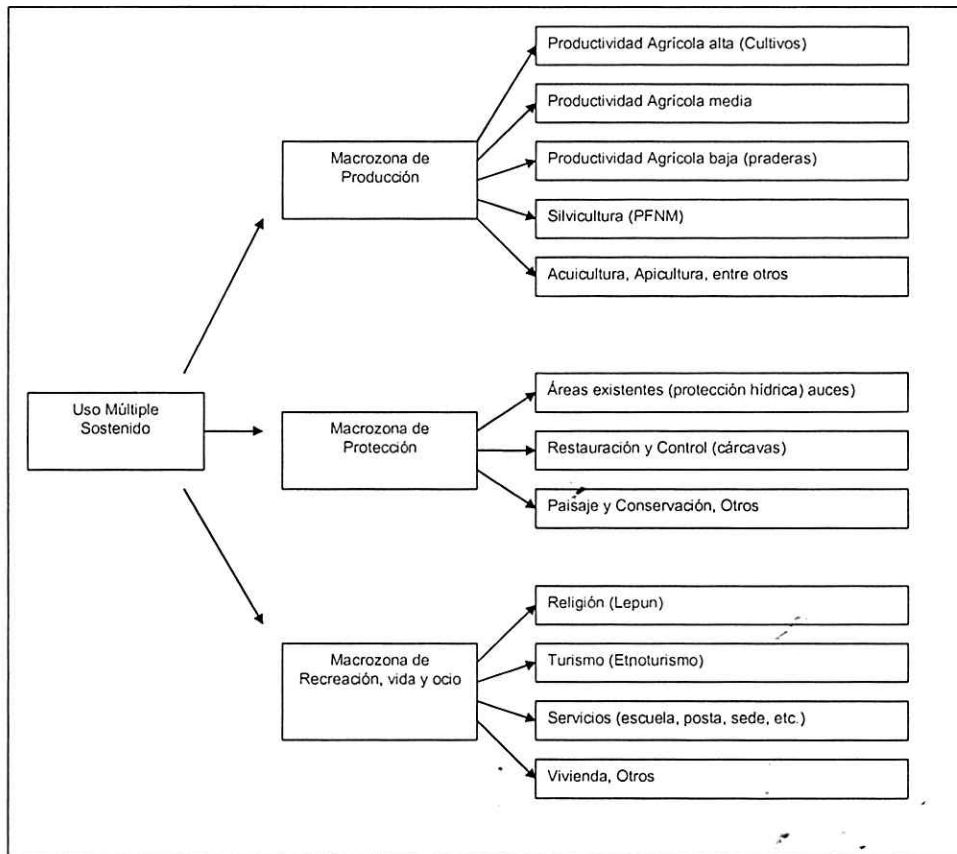 Productividad Agrícola alta (Cultivos)
Productividad Agrícola media
Macrozona de
Producción
Productividad Agrícola baja (praderas)
Silvicultura (PFNM)
Acuicultura, Apicultura, entre otros
Uso Múltiple
Sostenido
Áreas existentes (protección hídrica) auces)
Macrozona de
Protección
Restauración y Control (cárcavas)
Paisaje y Conservación, Otros
Religión (Lepun)
Macrozona de
Recreación, vida y ocio
Turismo (Etnoturismo)
Servicios (escuela, posta, sede, etc.)
Vivienda, Otros